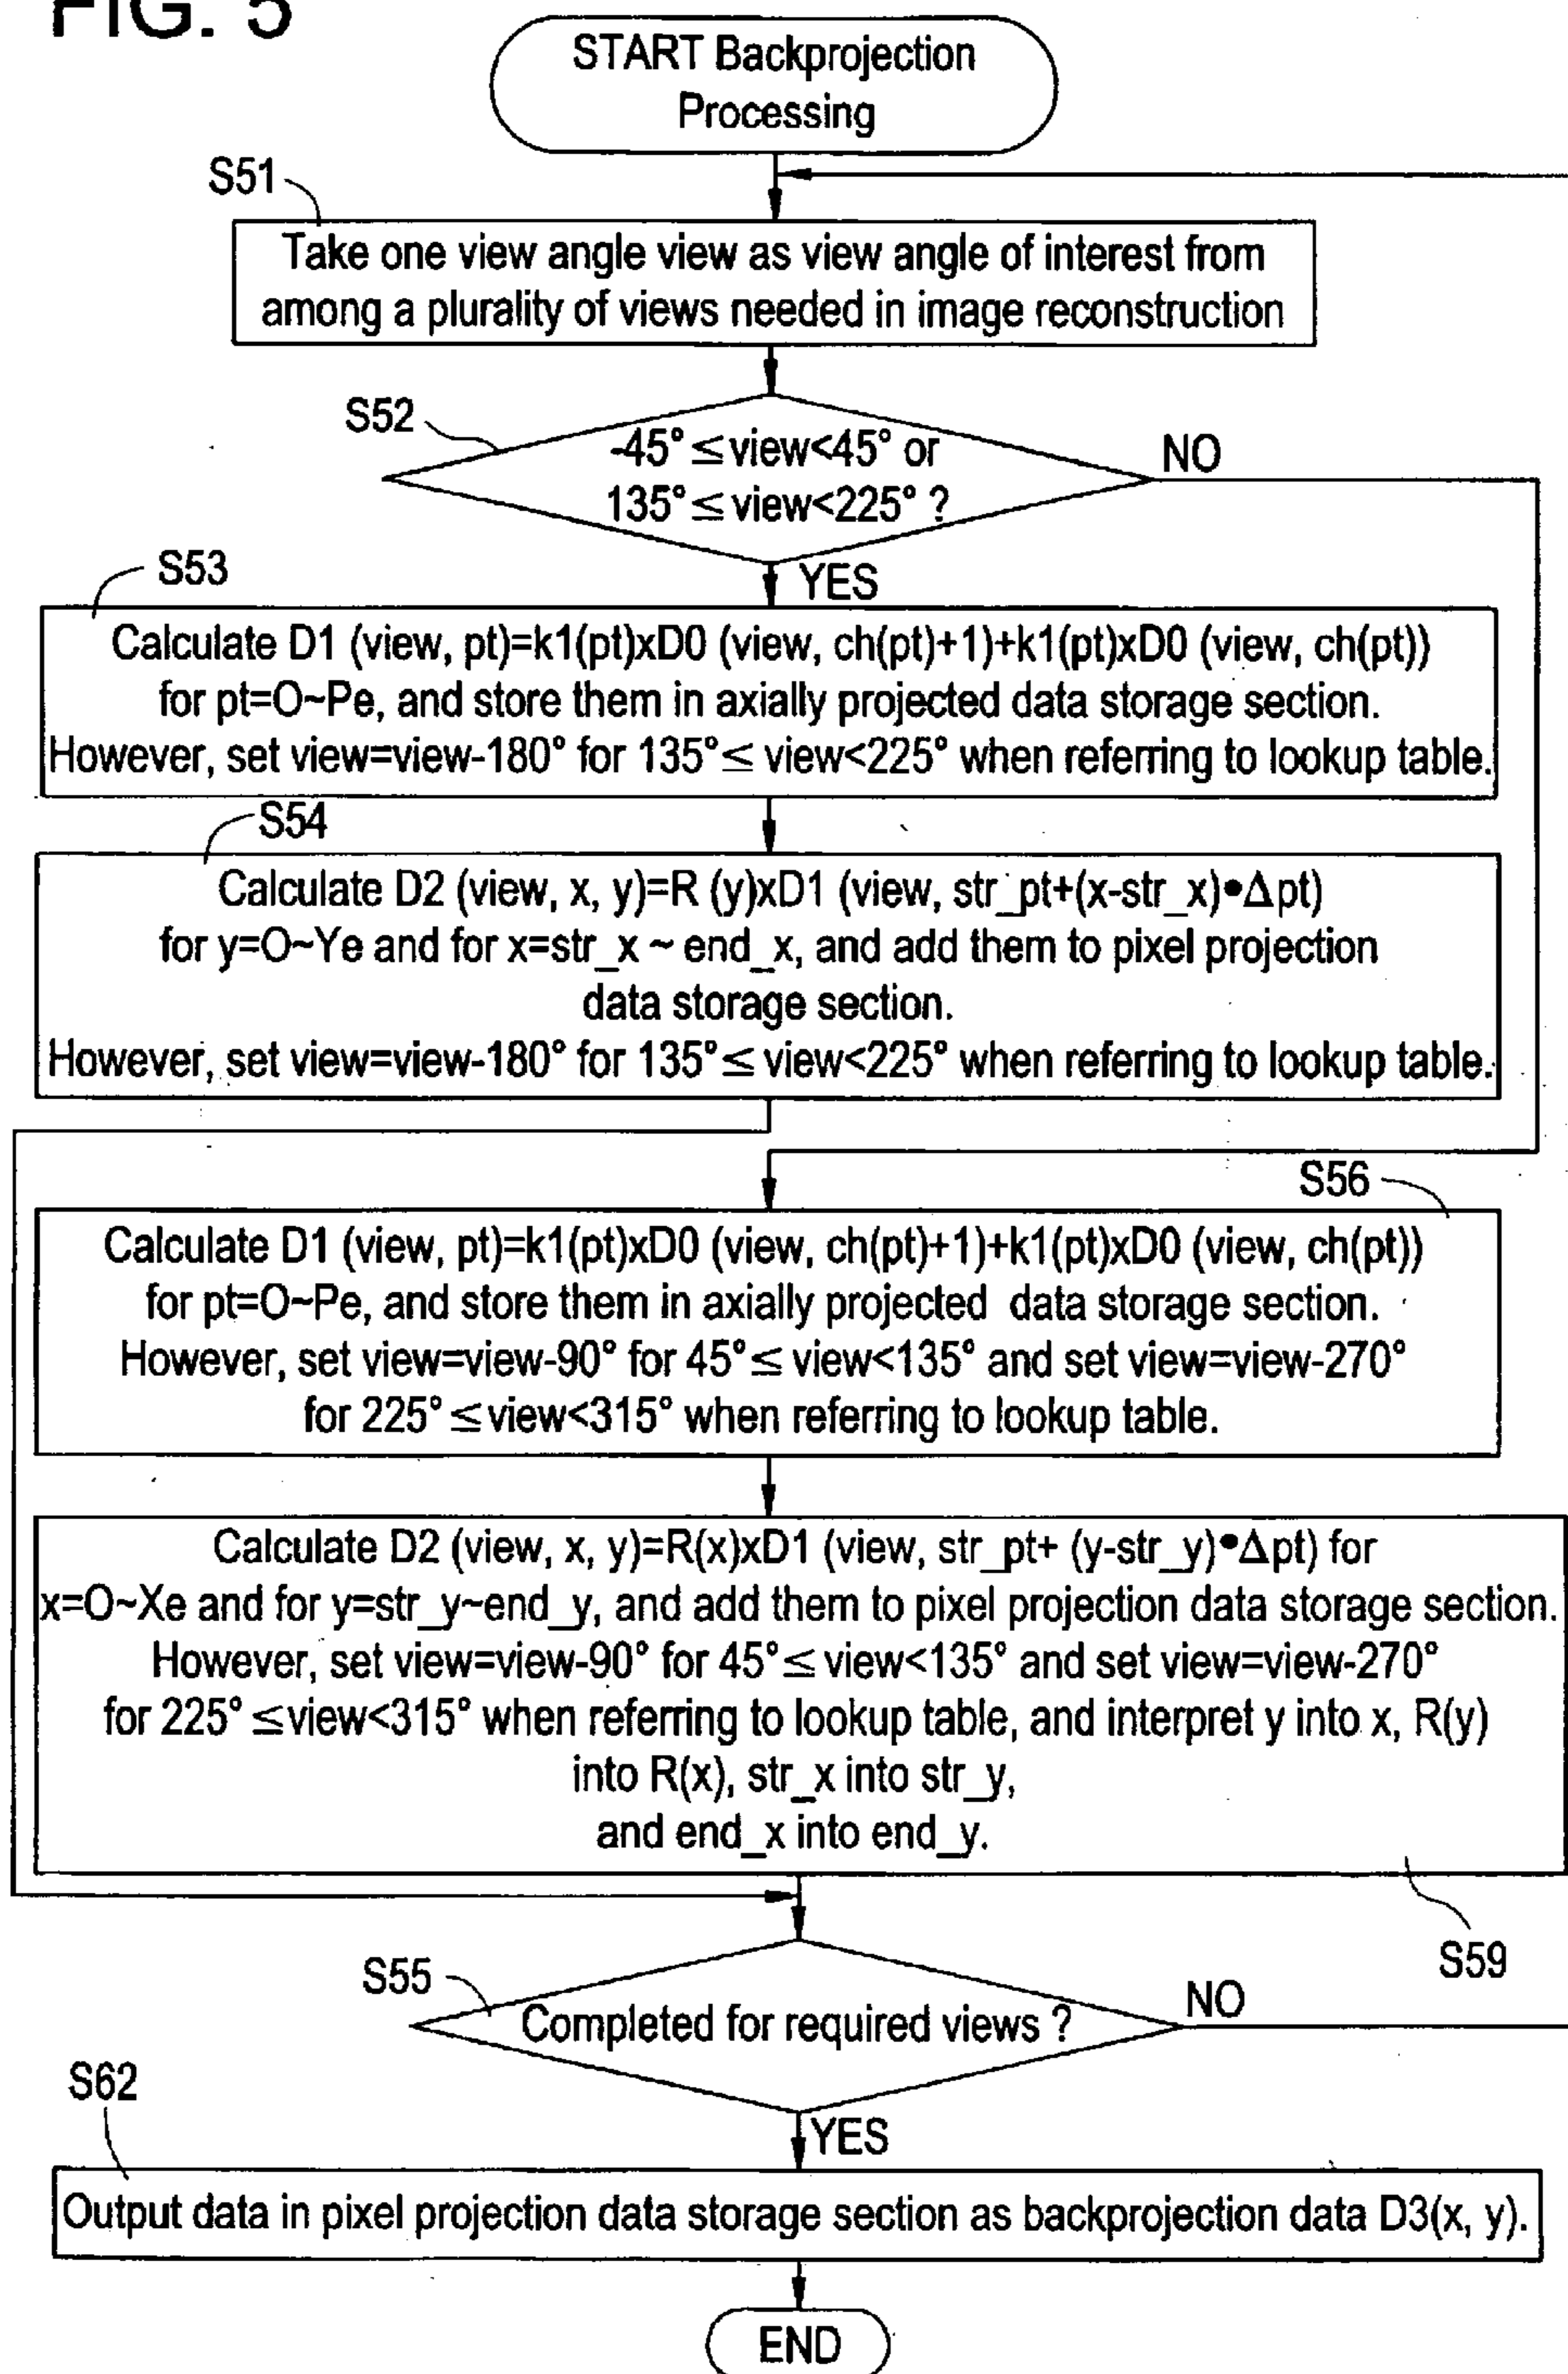 FIG. 5
START Backprojection
Processing
S51
Take one view angle view as view angle of interest from
among a plurality of views needed in image reconstruction
S52
-45° ≤ view<45° or
135° ≤ view<225° ?
NO
YES
S53
Calculate D1 (view, pt)=k1(pt)xD0 (view, ch(pt)+1)+k1(pt)xD0 (view, ch(pt))
for pt=O~Pe, and store them in axially projected data storage section.
However, set view=view-180° for 135° ≤ view<225° when referring to lookup table.
S54
Calculate D2 (view, x, y)=R (y)xD1 (view, str_pt+(x-str_x)•Δpt)
for y=O~Ye and for x=str_x ~ end_x, and add them to pixel projection
data storage section.
However, set view=view-180° for 135° ≤ view<225° when referring to lookup table.
S56
Calculate D1 (view, pt)=k1(pt)xD0 (view, ch(pt)+1)+k1(pt)xD0 (view, ch(pt))
for pt=O~Pe, and store them in axially projected data storage section.
However, set view=view-90° for 45° ≤ view<135° and set view=view-270°
for 225° ≤view<315° when referring to lookup table.
Calculate D2 (view, x, y)=R(x)xD1 (view, str_pt+ (y-str_y)•Δpt) for
x=O~Xe and for y=str_y~end_y, and add them to pixel projection data storage section.
However, set view=view-90° for 45° ≤ view<135° and set view=view-270°
for 225° ≤view<315° when referring to lookup table, and interpret y into x, R(y)
into R(x), str_x into str_y,
and end_x into end_y.
S59
S55
Completed for required views ?
NO
YES
S62
Output data in pixel projection data storage section as backprojection data D3(x, y).
END